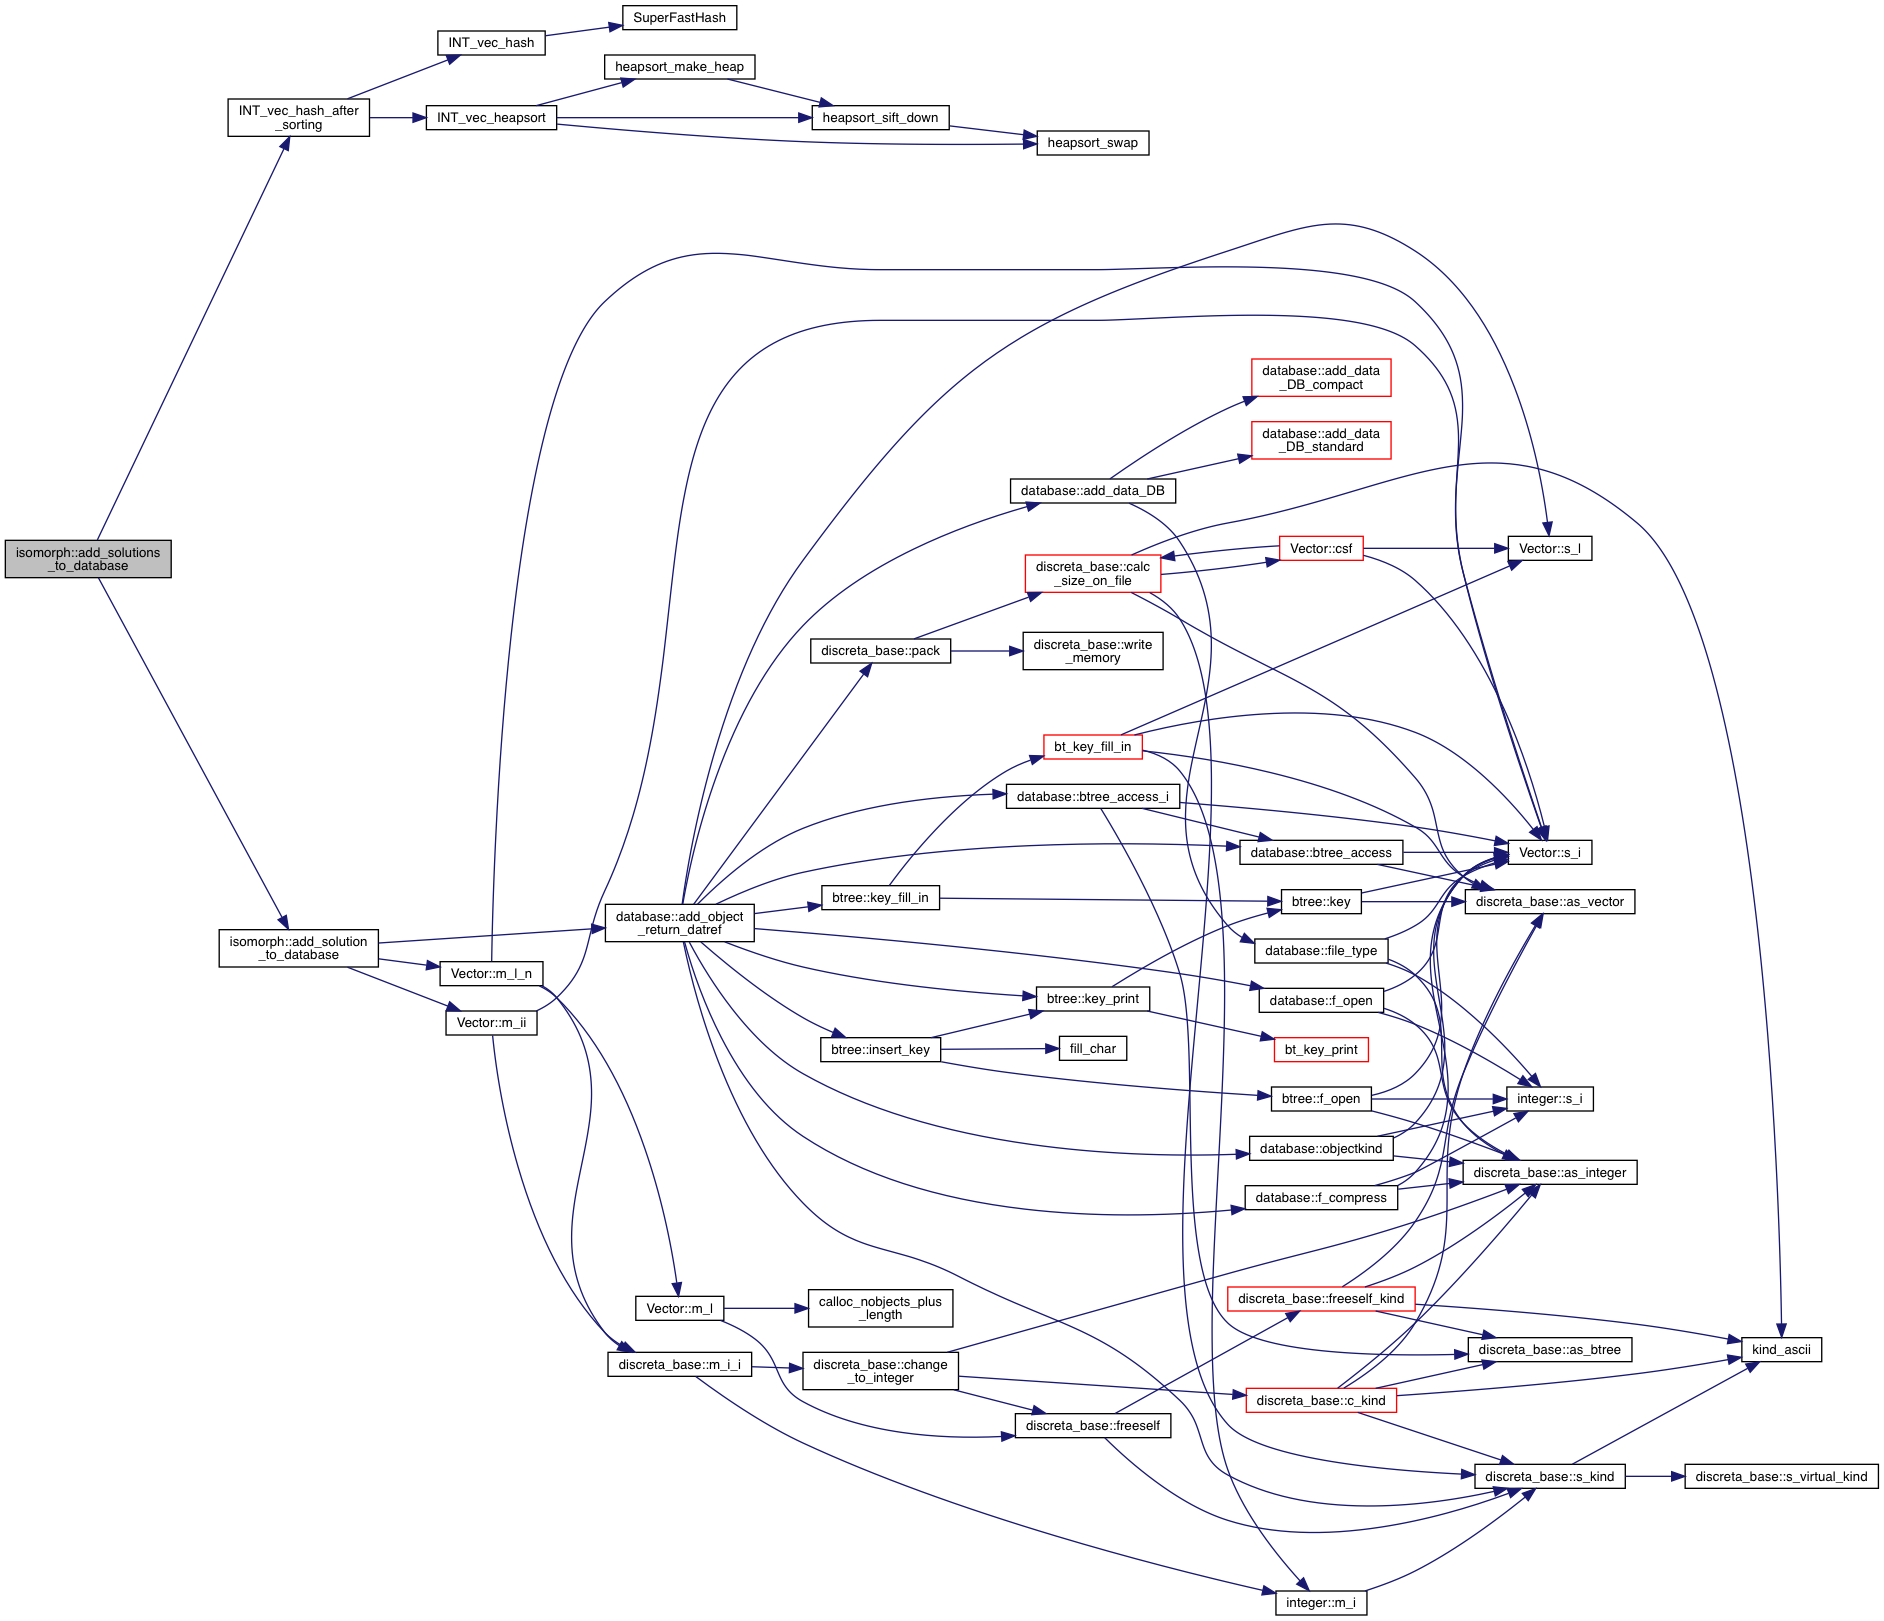 SuperFastHash
INT_vec_hash
heapsort_make_heap
INT_vec_hash_after
_sorting
INT_vec_heapsort
heapsort_sift_down
heapsort_swap
database::add_data
_DB_compact
database::add_data
_DB_standard
database::add_data_DB
isomorph::add_solutions
_to_database
Vector::csf
Vector::s_l
discreta_base::calc
_size_on_file
discreta_base::pack
discreta_base::write
_memory
bt_key_fill_in
database::btree_access_i
database::btree_access
Vector::s_i
btree::key_fill_in
btree::key
discreta_base::as_vector
database::add_object
_return_datref
isomorph::add_solution
_to_database
database::file_type
Vector::m_l_n
btree::key_print
database::f_open
Vector::m_ii
btree::insert_key
fill_char
bt_key_print
btree::f_open
integer::s_i
database::objectkind
discreta_base::as_integer
database::f_compress
Vector::m_l
calloc_nobjects_plus
_length
discreta_base::freeself_kind
discreta_base::as_btree
kind_ascii
discreta_base::m_i_i
discreta_base::change
_to_integer
discreta_base::c_kind
discreta_base::freeself
discreta_base::s_kind
discreta_base::s_virtual_kind
integer::m_i